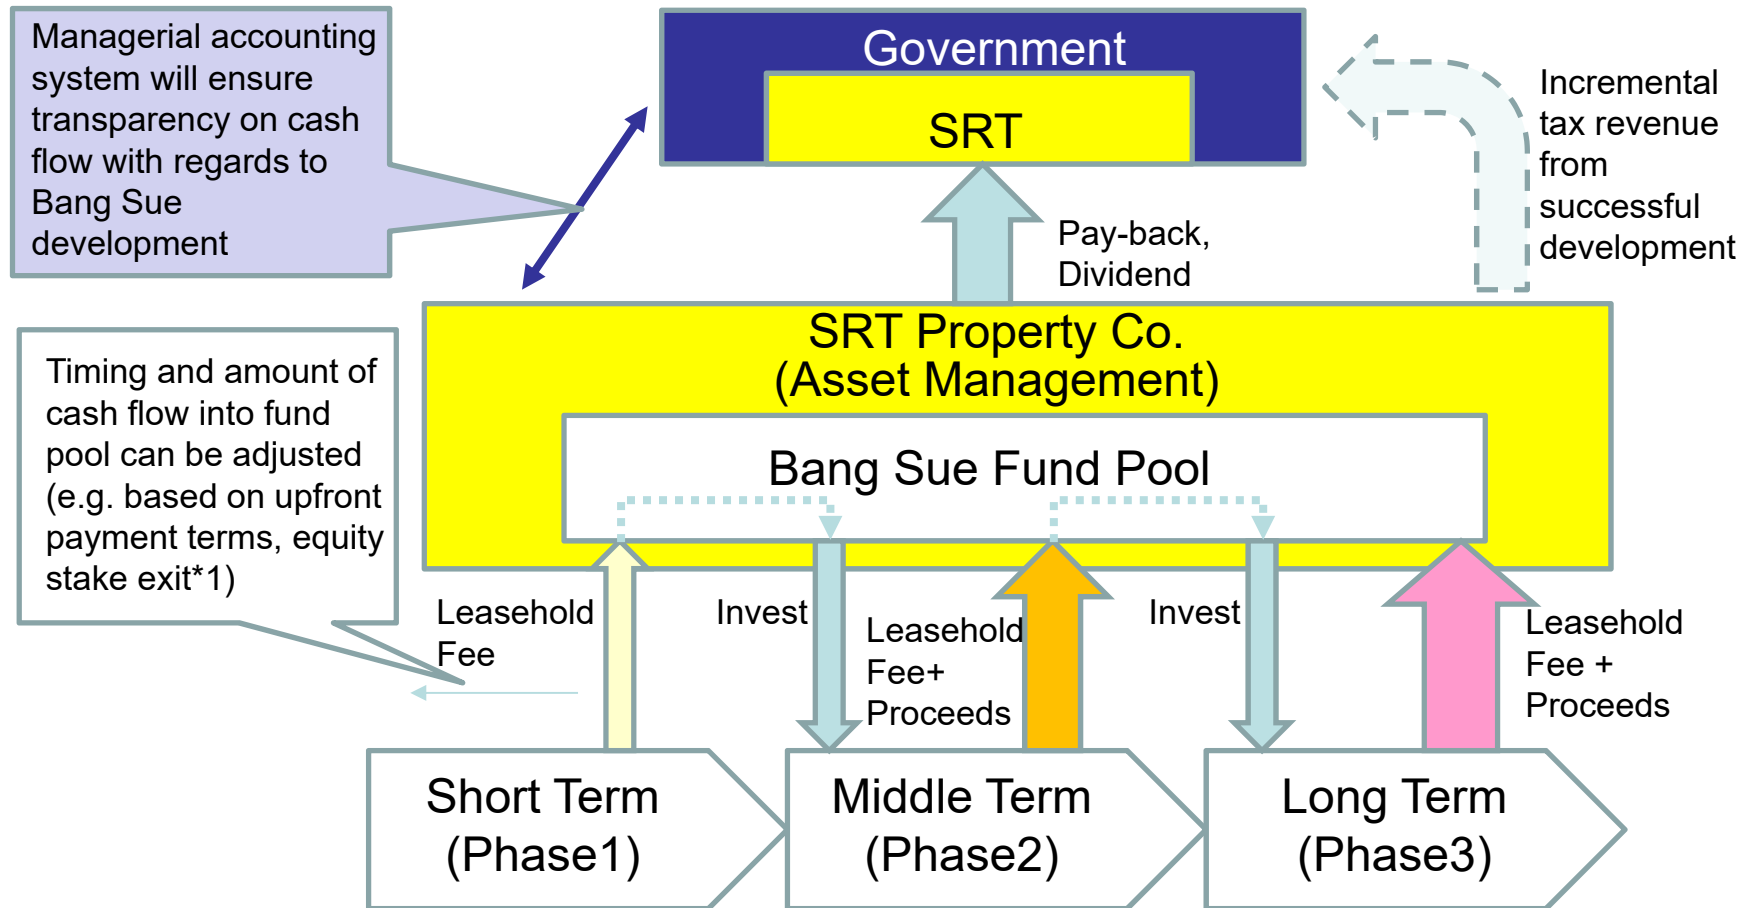 Managerial accounting
system will ensure
transparency on cash
flow with regards to
Bang Sue
development
Government
SRT
Incremental
tax revenue
from
successful
development
Pay-back,
Dividend
SRT Property Co.
(Asset Management)
Timing and amount of
cash flow into fund
pool can be adjusted
(e.g. based on upfront
payment terms, equity
stake exit*1)
Bang Sue Fund Pool
Leasehold
Fee
Invest
Leasehold
Fee+
Proceeds
Invest
Leasehold
Fee +
Proceeds
Short Term
(Phase1)
Middle Term
(Phase2)
Long Term
(Phase3)